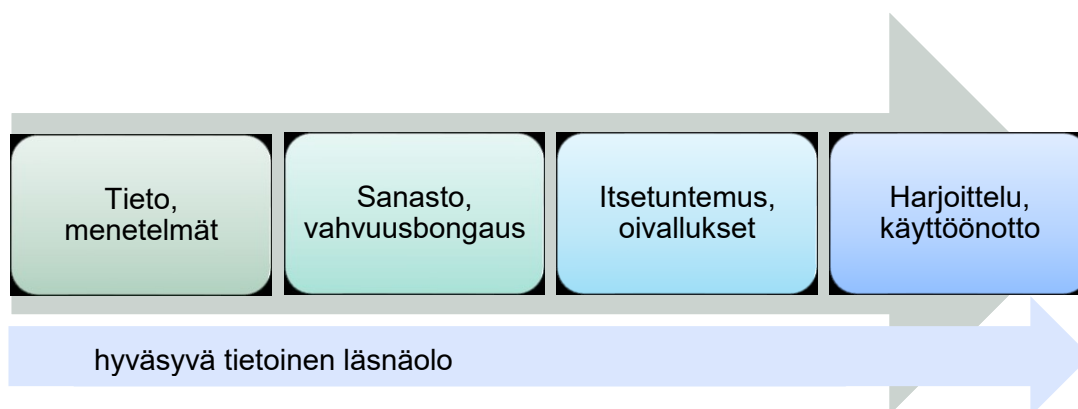 Tieto,
menetelmät
Sanasto,
vahvuusbongaus
Itsetuntemus,
oivallukset
Harjoittelu,
käyttöönotto
hyväsyvä tietoinen läsnäolo